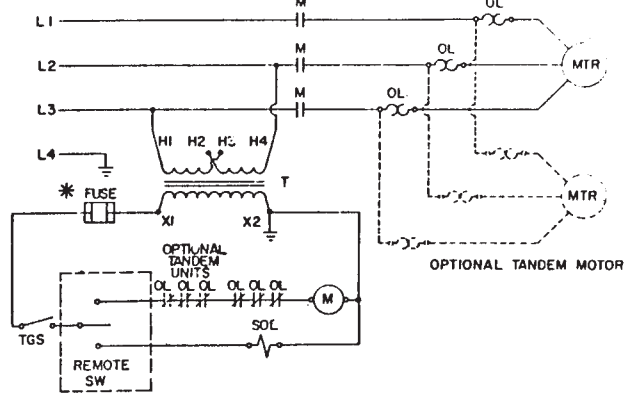 L1
M
OL
L2
M
OL
MTR
L3
M
OL
H1 H2 H3 H4
L4
T
* FUSE
X1
X2
MTR
OPTIONAL TANDEM MOTOR
OPTIONAL
TANDEM
UNITS
OL OL OL OL OL OL
M
TGS
SOL
REMOTE
SW